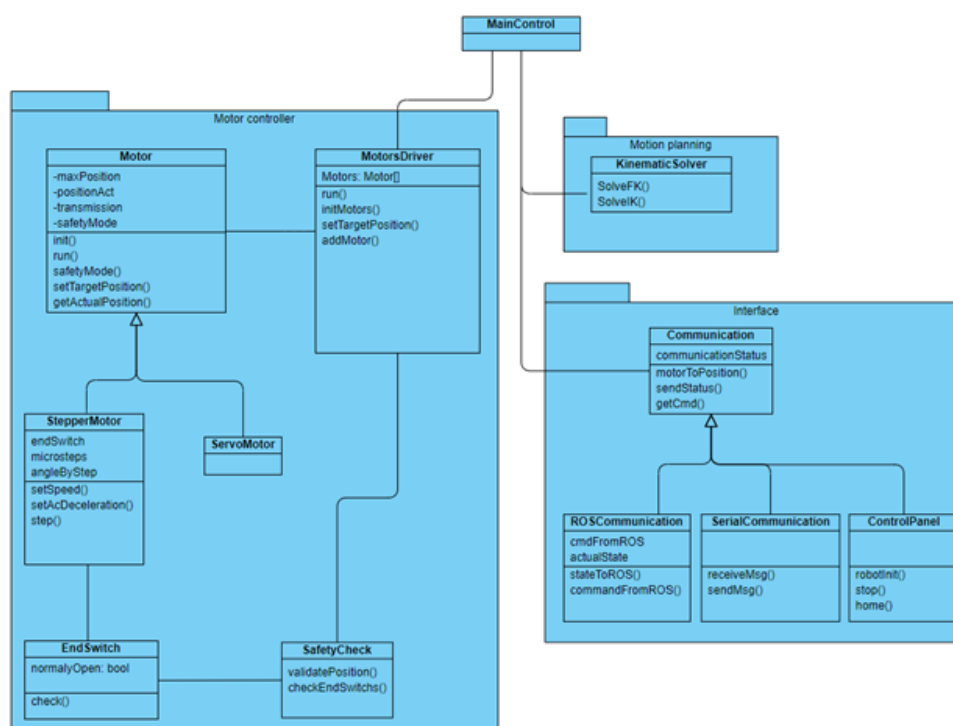 MainControl
Motor controller
Motor
-maxPosition
-positionAct
-transmission
-safetyMode
init()
run()
safetyMode()
setTargetPosition()
getActualPosition()
MotorsDriver
Motors: Motor[]
run()
initMotors()
setTargetPosition()
addMotor()
StepperMotor
endSwitch
microsteps
angleByStep
setSpeed()
setAcDeceleration()
step()
ServoMotor
EndSwitch
normalyOpen: bool
check()
SafetyCheck
validatePosition()
checkEndSwitchs()
Motion planning
KinematicSolver
SolveFK()
SolveIK()
Interface
Communication
communicationStatus
motorToPosition()
sendStatus()
getCmd()
ROSCommunication
cmdFromROS
actualState
stateToROS()
commandFromROS()
SerialCommunication
receiveMsg()
sendMsg()
ControlPanel
robotInit()
stop()
home()